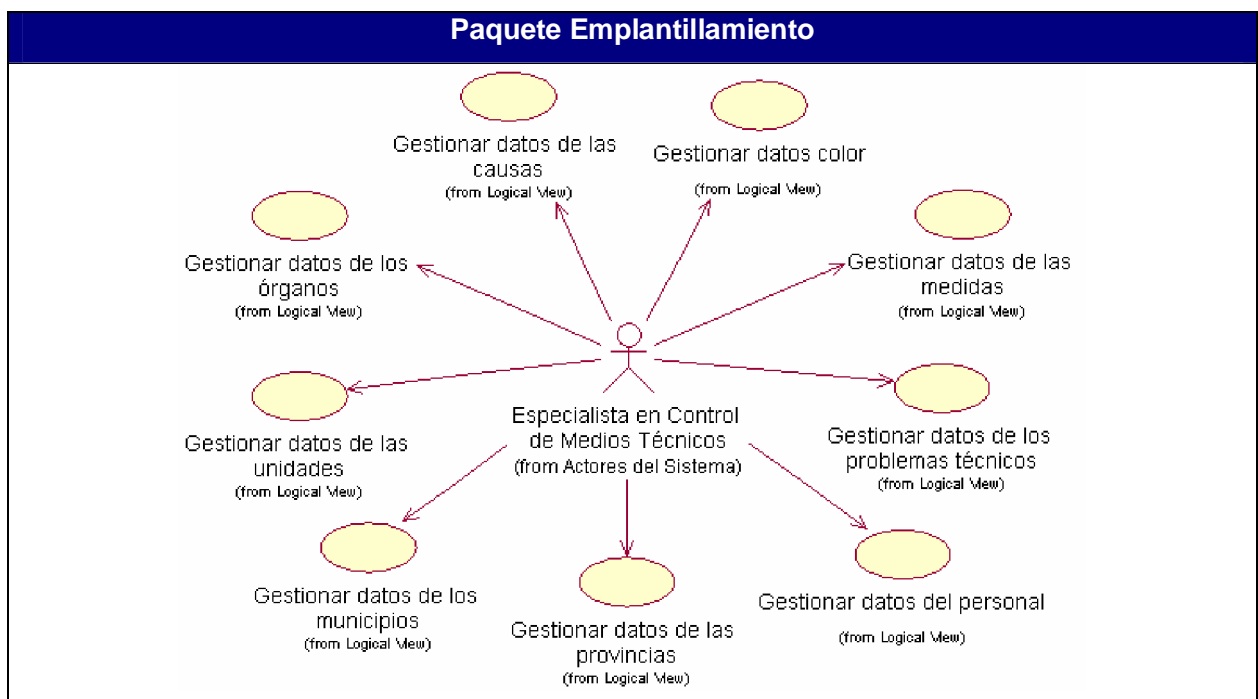 Paquete Emplantillamiento
Gestionar datos de las
causas
(from Logical View)
Gestionar datos color
(from Logical View)
Gestionar datos de los
órganos
(from Logical View)
Gestionar datos de las
medidas
(from Logical View)
Gestionar datos de las
unidades
(from Logical View)
Especialista en Control
de Medios Técnicos
(from Actores del Sistema)
Gestionar datos de los
problemas técnicos
(from Logical View)
Gestionar datos de los
municipios
(from Logical View)
Gestionar datos de las
provincias
(from Logical View)
Gestionar datos del personal
(from Logical View)